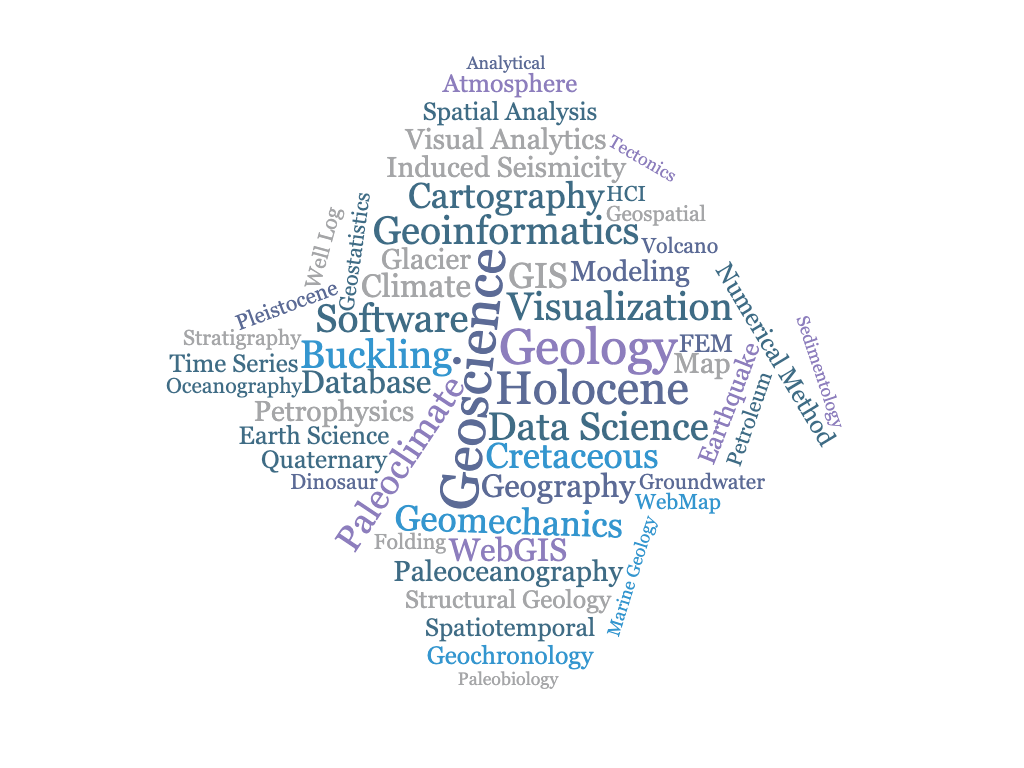 Analytical
Atmosphere
Spatial Analysis
Visual Analytics
Tectonics
Induced Seismicity
Cartography
HCI
Geospatial
Well Log
Geostatistics
Geoinformatics
Volcano
Glacier
GIS
Modeling
Climate
Geoscience
Numerical Method
Pleistocene
Software
Visualization
Stratigraphy
Geology
FEM
Sedimentology
Time Series
Buckling
Map
Earthquake
Oceanography
Database
Holocene
Petroleum
Petrophysics
Paleoclimate
Earth Science
Data Science
Quaternary
Cretaceous
Dinosaur
Geography
Groundwater
WebMap
Geomechanics
Folding
WebGIS
Marine Geology
Paleoceanography
Structural Geology
Spatiotemporal
Geochronology
Paleobiology